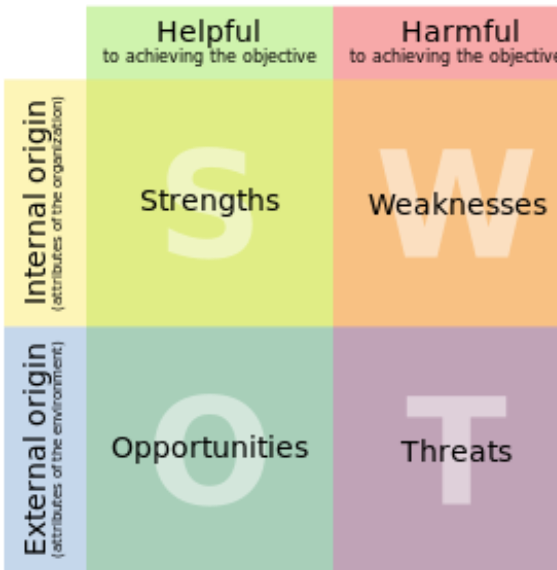 Helpful
to achieving the objective
Harmful
to achieving the objective
Internal origin
(attributes of the organization)
S
Strengths
W
Weaknesses
External origin
(attributes of the environment)
O
Opportunities
T
Threats